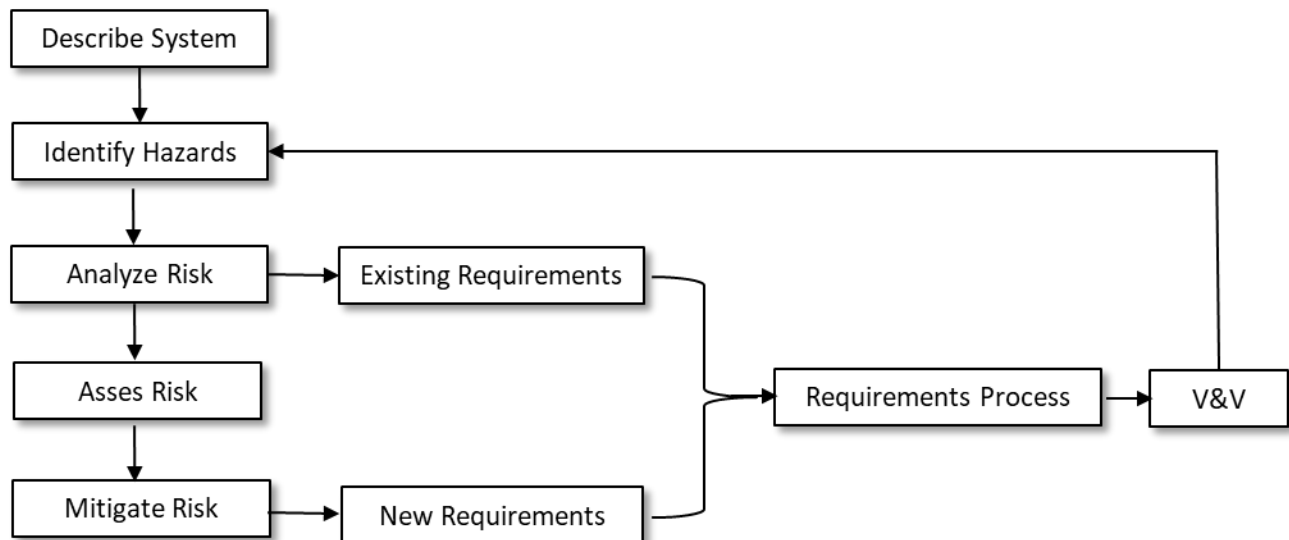 Describe System
Identify Hazards
Analyze Risk
Existing Requirements
Asses Risk
Requirements Process
V&V
Mitigate Risk
New Requirements